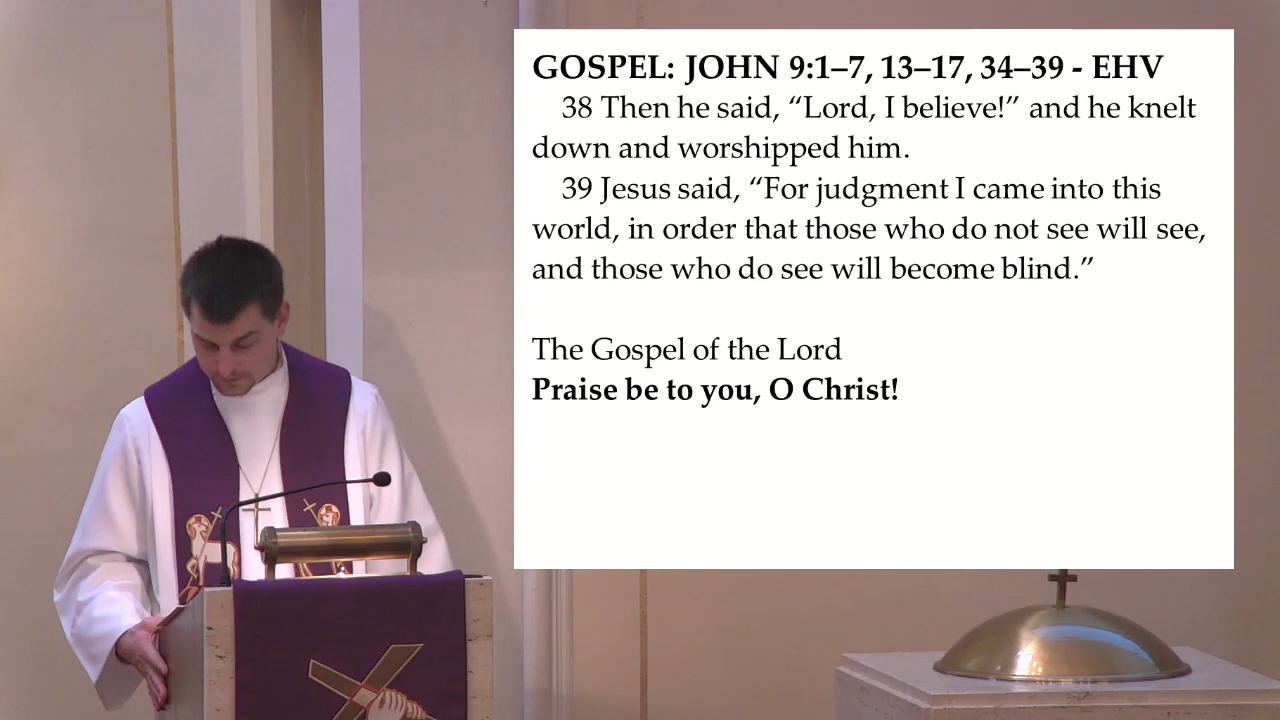 GOSPEL: JOHN 9:1–7, 13–17, 34–39 - EHV
38 Then he said, “Lord, I believe!” and he knelt
down and worshipped him.
39 Jesus said, “For judgment I came into this
world, in order that those who do not see will see,
and those who do see will become blind.”
The Gospel of the Lord
Praise be to you, O Christ!